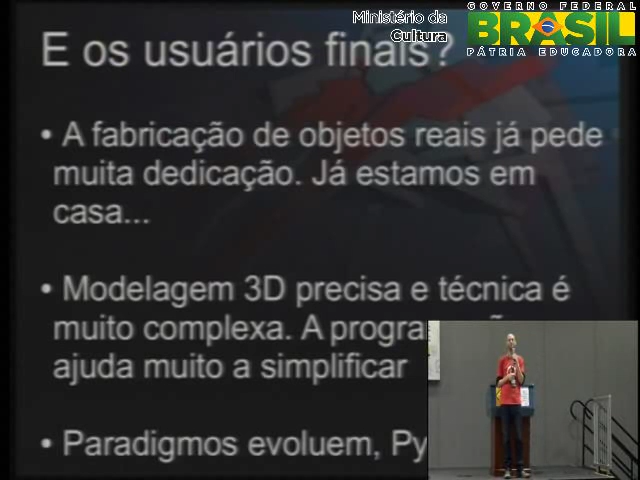 Ministério da
Cultura
GOVERNO FEDERAL
BRASIL
PÁTRIA EDUCADORA
E os usuários finais?
• A fabricação de objetos reais já pede
muita dedicação. Já estamos em
casa...
• Modelagem 3D precisa e técnica é
muito complexa. A
ajuda muito a simplificar
• Paradigmos evoluem,